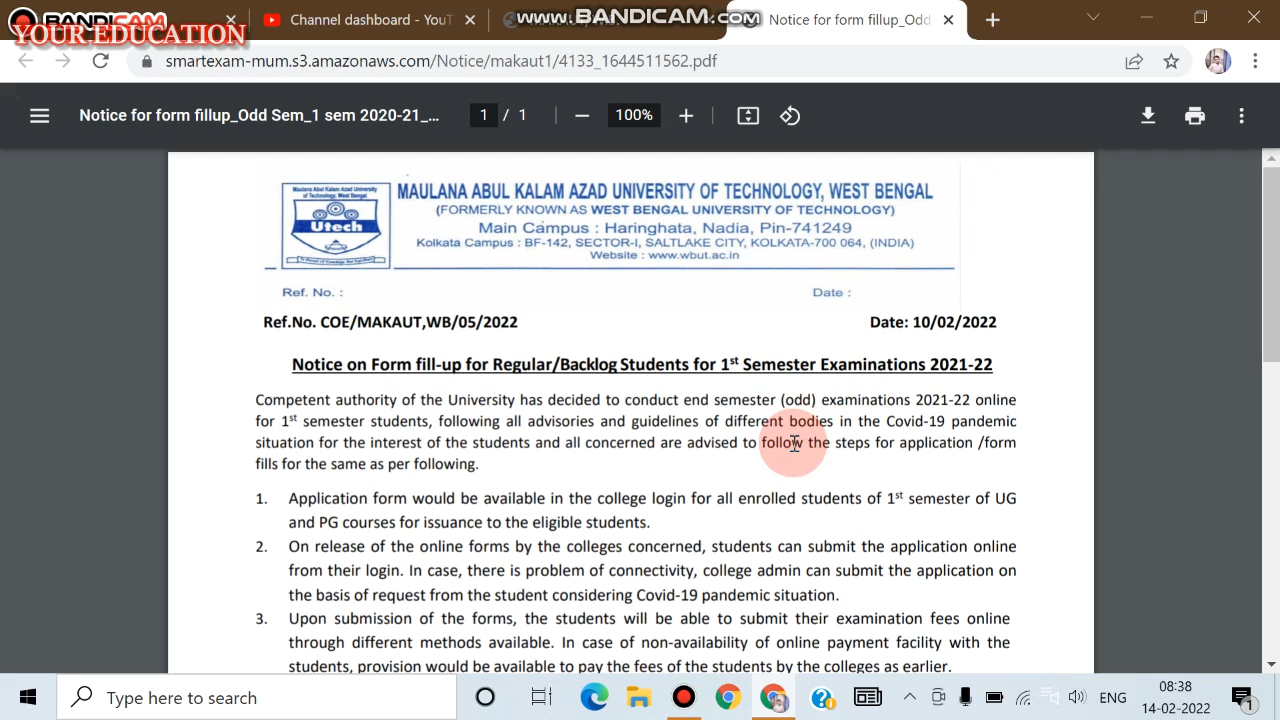 BANDICAM
www.BANDICAM.com
YOUR EDUCATION
Channel dashboard - YouT
Notice for form fillup_Odd
smartexam-mum.s3.amazonaws.com/Notice/makaut1/4133_1644511562.pdf
Notice for form fillup_Odd Sem_1 sem 2020-21_...
1 / 1
100%
Maulana Abul Kalam Azad University
of Technology, West Bengal
Utech
MAULANA ABUL KALAM AZAD UNIVERSITY OF TECHNOLOGY, WEST BENGAL
(FORMERLY KNOWN AS WEST BENGAL UNIVERSITY OF TECHNOLOGY)
Main Campus : Haringhata, Nadia, Pin-741249
Kolkata Campus : BF-142, SECTOR-I, SALTLAKE CITY, KOLKATA-700 064, (INDIA)
Website : www.wbut.ac.in
Ref. No. :
Date :
Ref.No. COE/MAKAUT,WB/05/2022
Date: 10/02/2022
Notice on Form fill-up for Regular/Backlog Students for 1st Semester Examinations 2021-22
Competent authority of the University has decided to conduct end semester (odd) examinations 2021-22 online
for 1st semester students, following all advisories and guidelines of different bodies in the Covid-19 pandemic
situation for the interest of the students and all concerned are advised to follow the steps for application /form
fills for the same as per following.
1. Application form would be available in the college login for all enrolled students of 1st semester of UG
and PG courses for issuance to the eligible students.
2. On release of the online forms by the colleges concerned, students can submit the application online
from their login. In case, there is problem of connectivity, college admin can submit the application on
the basis of request from the student considering Covid-19 pandemic situation.
3. Upon submission of the forms, the students will be able to submit their examination fees online
through different methods available. In case of non-availability of online payment facility with the
students, provision would be available to pay the fees of the students by the colleges as earlier.
Type here to search
ENG
08:38
14-02-2022
1